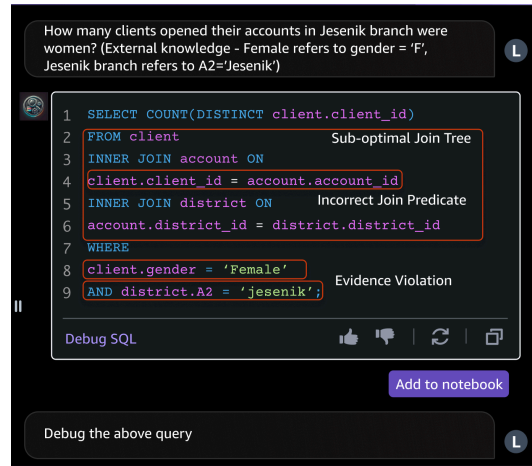 How many clients opened their accounts in Jesenik branch were
women? (External knowledge - Female refers to gender = ‘F’,
Jesenik branch refers to A2=‘Jesenik’)
L
1 SELECT COUNT(DISTINCT client.client_id)
2 FROM client
Sub-optimal Join Tree
3 INNER JOIN account ON
4 client.client_id = account.account_id
5 INNER JOIN district ON
Incorrect Join Predicate
6 account.district_id = district.district_id
7 WHERE
8 client.gender = ‘Female’
Evidence Violation
9 AND district.A2 = ‘jesenik’;
Debug SQL
Add to notebook
Debug the above query
L